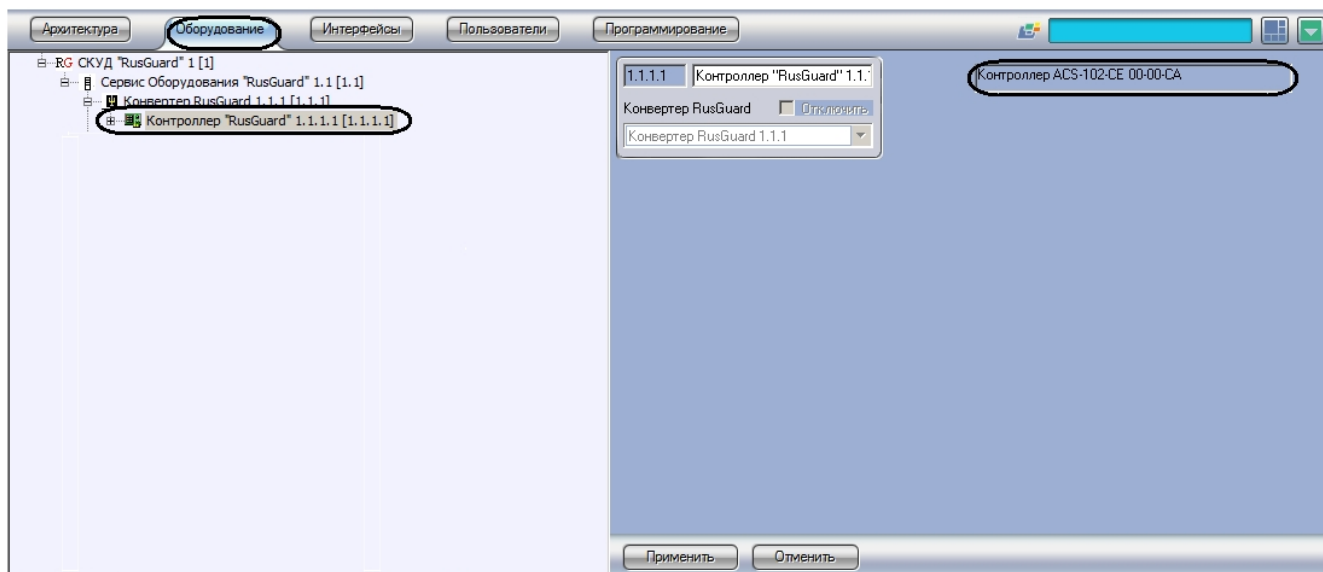 Архитектура Оборудование Интерфейсы Пользователи Программирование
RG СКУД "RusGuard" 1 [1]
Сервис Оборудования "RusGuard" 1.1 [1.1]
Конвертер RusGuard 1.1.1 [1.1.1]
Контроллер "RusGuard" 1.1.1.1 [1.1.1.1]
1.1.1.1 Контроллер "RusGuard" 1.1.
Конвертер RusGuard Отключить
Конвертер RusGuard 1.1.1
Контроллер ACS-102-CE 00-00-CA
Применить Отменить